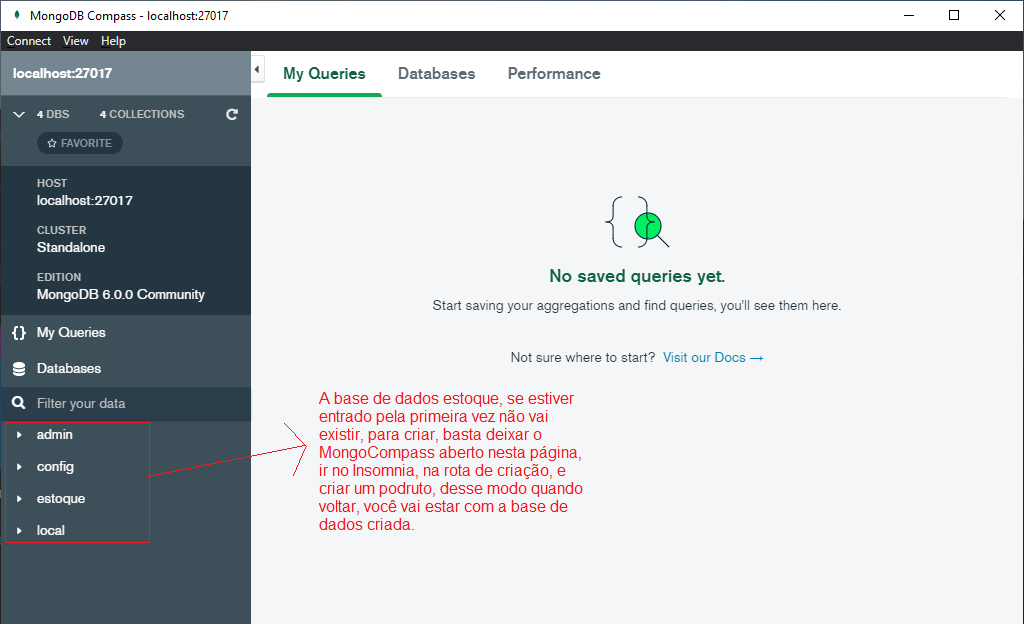 MongoDB Compass - localhost:27017
Connect View Help
localhost:27017
My Queries Databases Performance
4 DBS 4 COLLECTIONS
FAVORITE
HOST
localhost:27017
CLUSTER
Standalone
EDITION
MongoDB 6.0.0 Community
{} My Queries
Databases
Filter your data
admin
config
estoque
local
No saved queries yet.
Start saving your aggregations and find queries, you'll see them here.
Not sure where to start? Visit our Docs →
A base de dados estoque, se estiver
entrado pela primeira vez não vai
existir, para criar, basta deixar o
MongoCompass aberto nesta página,
ir no Insomnia, na rota de criação, e
criar um podruto, desse modo quando
voltar, você vai estar com a base de
dados criada.